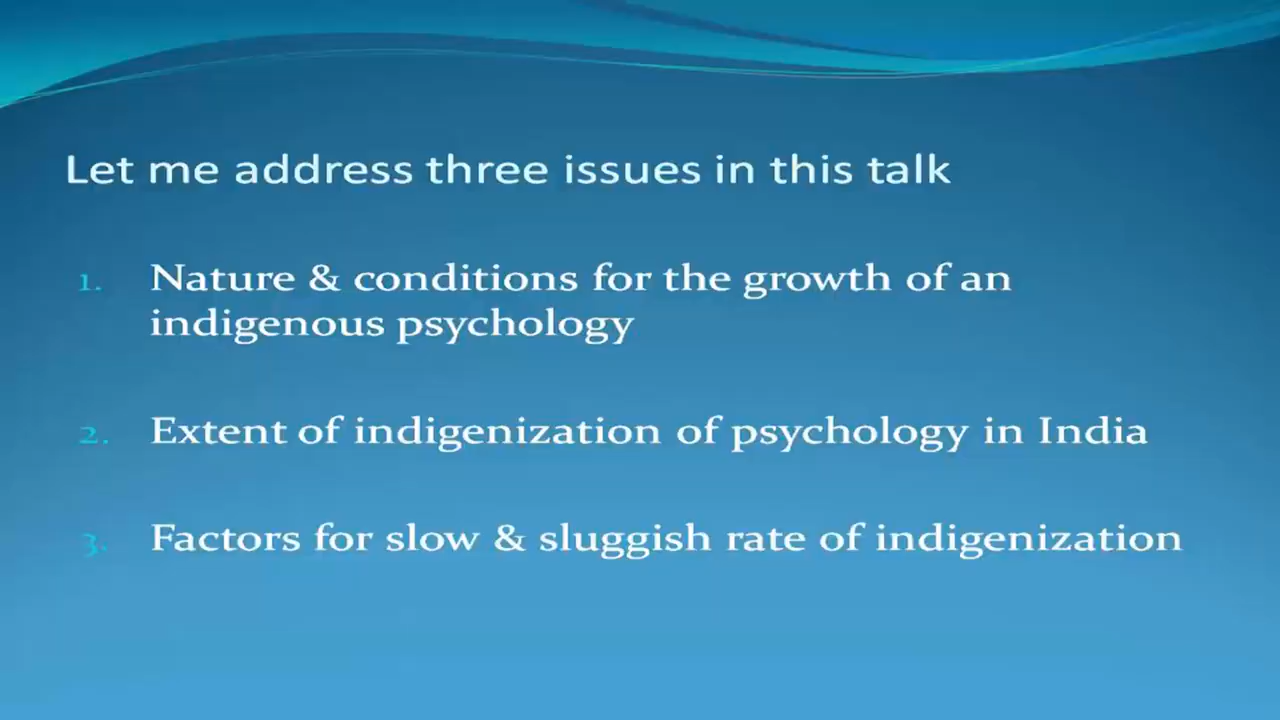 Let me address three issues in this talk
1. Nature & conditions for the growth of an
indigenous psychology
2. Extent of indigenization of psychology in India
3. Factors for slow & sluggish rate of indigenization